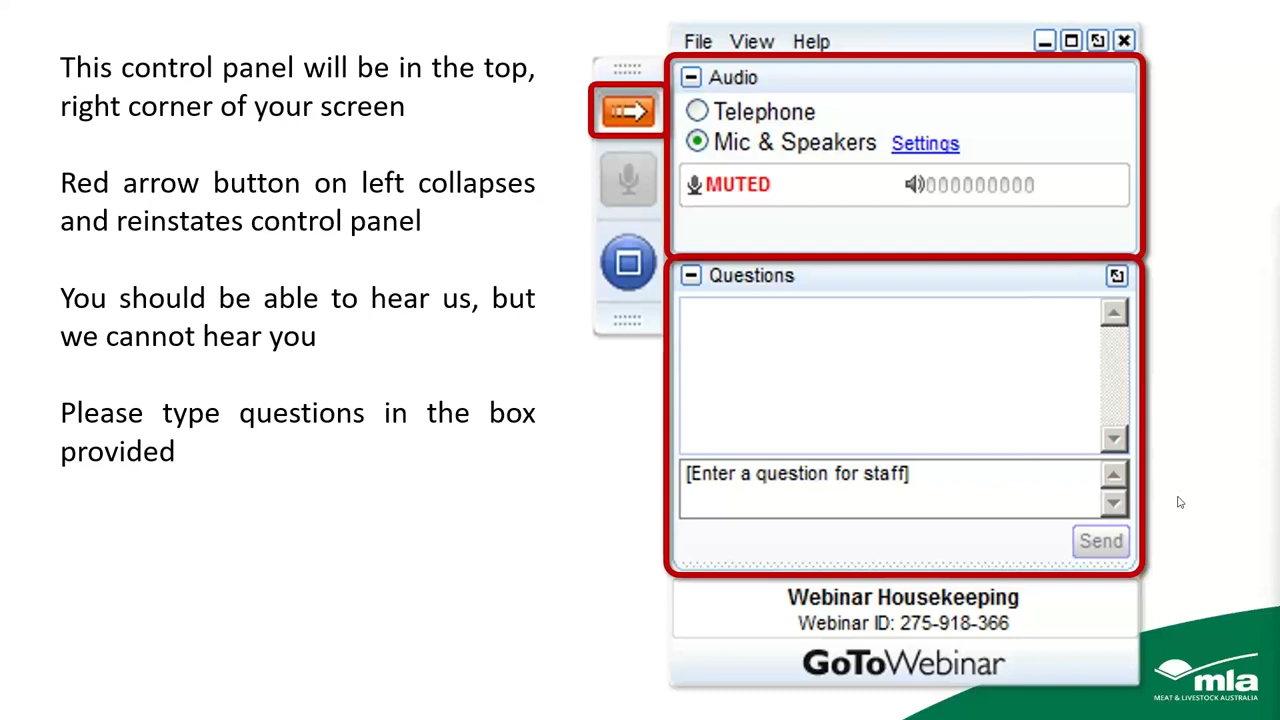 This control panel will be in the top,
right corner of your screen
Red arrow button on left collapses
and reinstates control panel
You should be able to hear us, but
we cannot hear you
Please type questions in the box
provided
File View Help
Audio
Telephone
Mic & Speakers Settings
MUTED 000000000
Questions
[Enter a question for staff]
Send
Webinar Housekeeping
Webinar ID: 275-918-366
GoToWebinar
mla
MEAT & LIVESTOCK AUSTRALIA